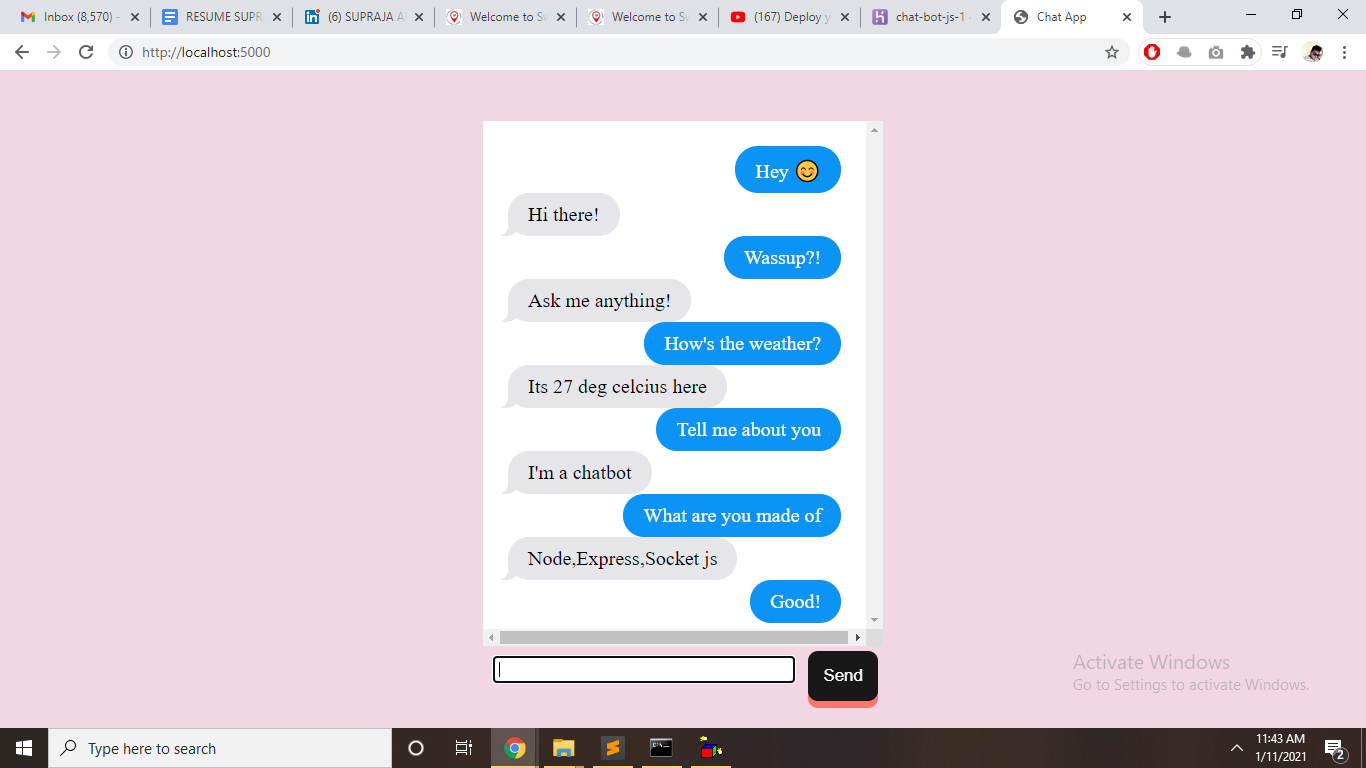 Inbox (8,570) -
RESUME SUPR
(6) SUPRAJA A
Welcome to Sw
Welcome to Sw
(167) Deploy y
chat-bot-js-1
Chat App
http://localhost:5000
Hey 😊
Hi there!
Wassup?!
Ask me anything!
How's the weather?
Its 27 deg celcius here
Tell me about you
I'm a chatbot
What are you made of
Node,Express,Socket js
Good!
Send
Activate Windows
Go to Settings to activate Windows.
Type here to search
11:43 AM
1/11/2021
2